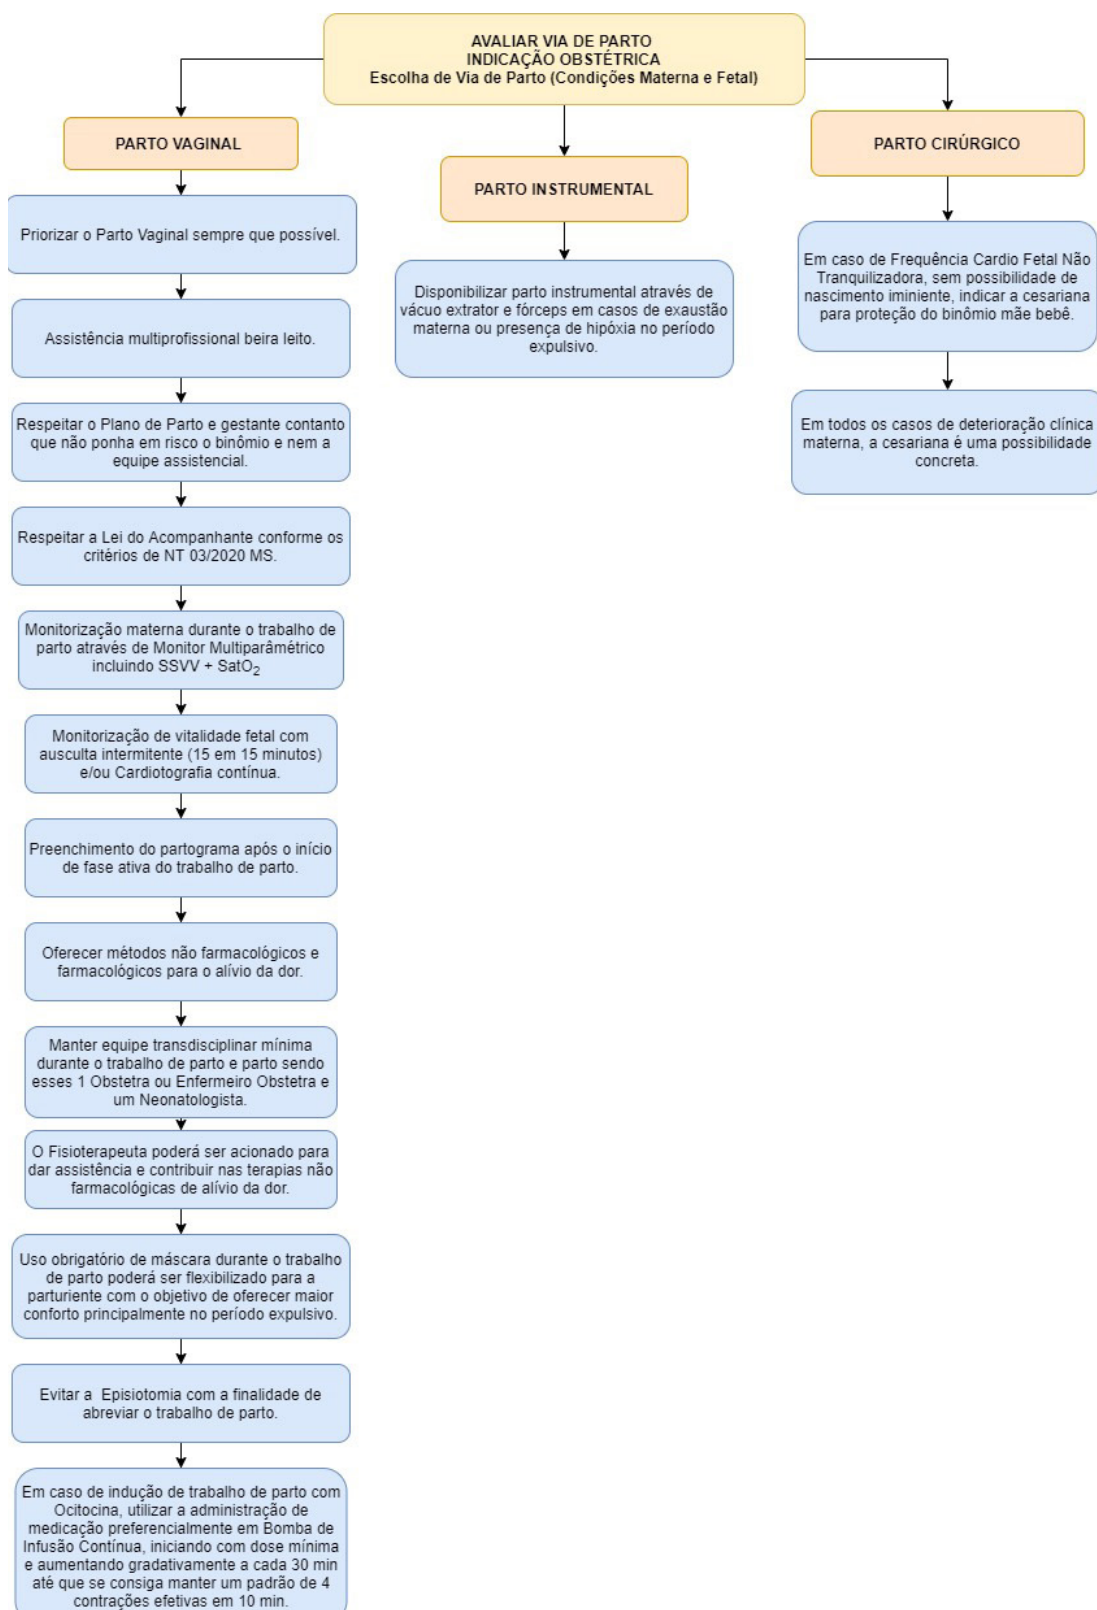 AVALIAR VIA DE PARTO
INDICAÇÃO OBSTÉTRICA
Escolha de Via de Parto (Condições Materna e Fetal)
PARTO VAGINAL
Priorizar o Parto Vaginal sempre que possível.
Assistência multiprofissional beira leito.
Respeitar o Plano de Parto e gestante contanto
que não ponha em risco o binômio e nem a
equipe assistencial.
Respeitar a Lei do Acompanhante conforme os
critérios de NT 03/2020 MS.
Monitorização materna durante o trabalho de
parto através de Monitor Multiparâmétrico
incluindo SSVV + SatO2
Monitorização de vitalidade fetal com
ausculta intermitente (15 em 15 minutos)
e/ou Cardiotografia contínua.
Preenchimento do partograma após o início
de fase ativa do trabalho de parto.
Oferecer métodos não farmacológicos e
farmacológicos para o alívio da dor.
Manter equipe transdisciplinar mínima
durante o trabalho de parto e parto sendo
esses 1 Obstetra ou Enfermeiro Obstetra e
um Neonatologista.
O Fisioterapeuta poderá ser acionado para
dar assistência e contribuir nas terapias não
farmacológicas de alívio da dor.
Uso obrigatório de máscara durante o trabalho
de parto poderá ser flexibilizado para a
parturiente com o objetivo de oferecer maior
conforto principalmente no período expulsivo.
Evitar a Episiotomia com a finalidade de
abreviar o trabalho de parto.
Em caso de indução de trabalho de parto com
Ocitocina, utilizar a administração de
medicação preferencialmente em Bomba de
Infusão Contínua, iniciando com dose mínima
e aumentando gradativamente a cada 30 min
até que se consiga manter um padrão de 4
contrações efetivas em 10 min.
PARTO INSTRUMENTAL
Disponibilizar parto instrumental através de
vácuo extrator e fórceps em casos de exaustão
materna ou presença de hipóxia no período
expulsivo.
PARTO CIRÚRGICO
Em caso de Frequência Cardio Fetal Não
Tranquilizadora, sem possibilidade de
nascimento iminiente, indicar a cesariana
para proteção do binômio mãe bebê.
Em todos os casos de deterioração clínica
materna, a cesariana é uma possibilidade
concreta.